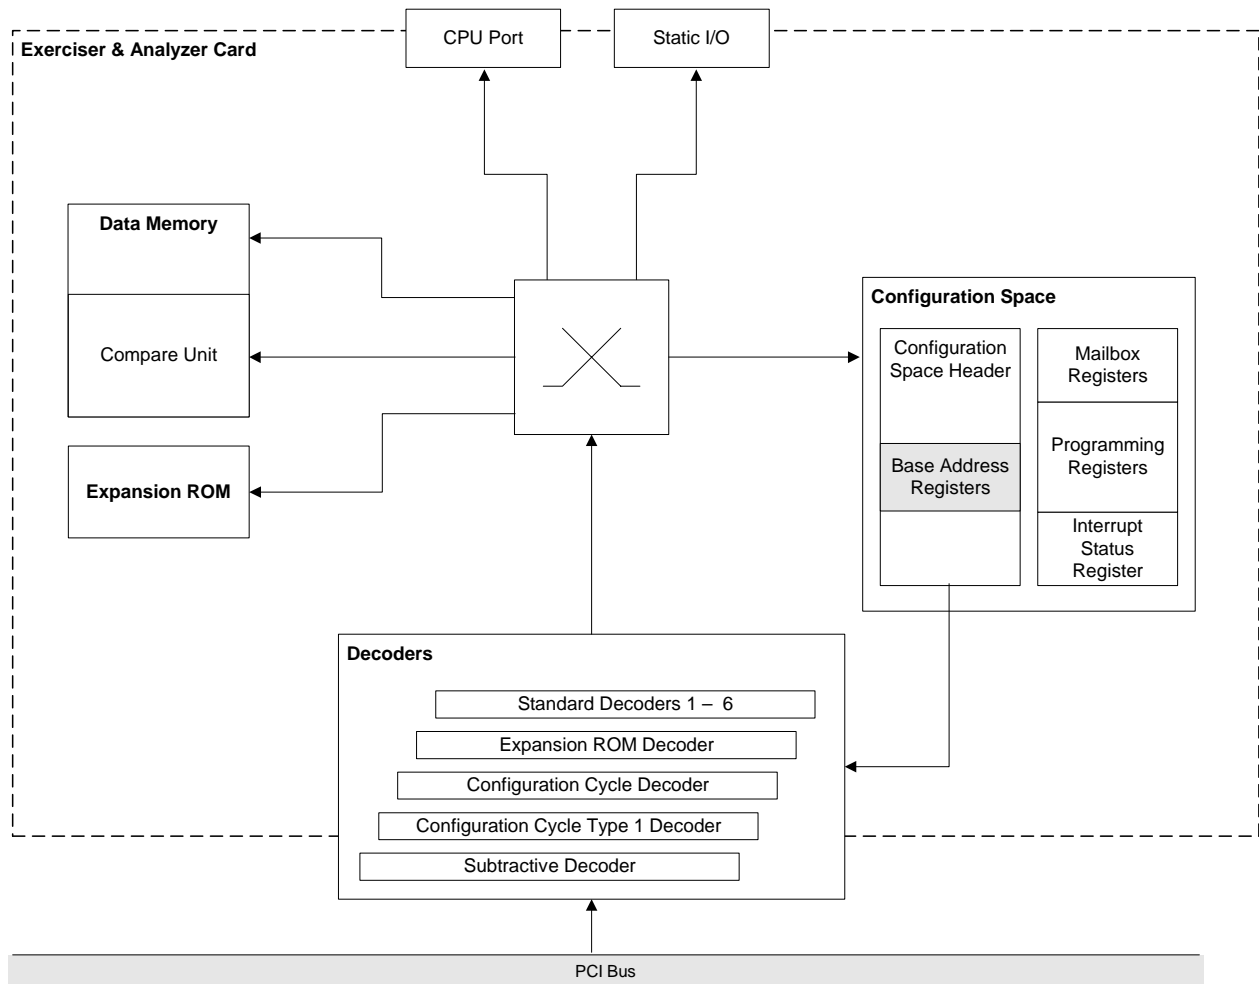 CPU Port
Static I/O
Exerciser & Analyzer Card
Data Memory
Compare Unit
Expansion ROM
Configuration Space
Configuration
Space Header
Base Address
Registers
Mailbox
Registers
Programming
Registers
Interrupt
Status
Register
Decoders
Standard Decoders 1 – 6
Expansion ROM Decoder
Configuration Cycle Decoder
Configuration Cycle Type 1 Decoder
Subtractive Decoder
PCI Bus